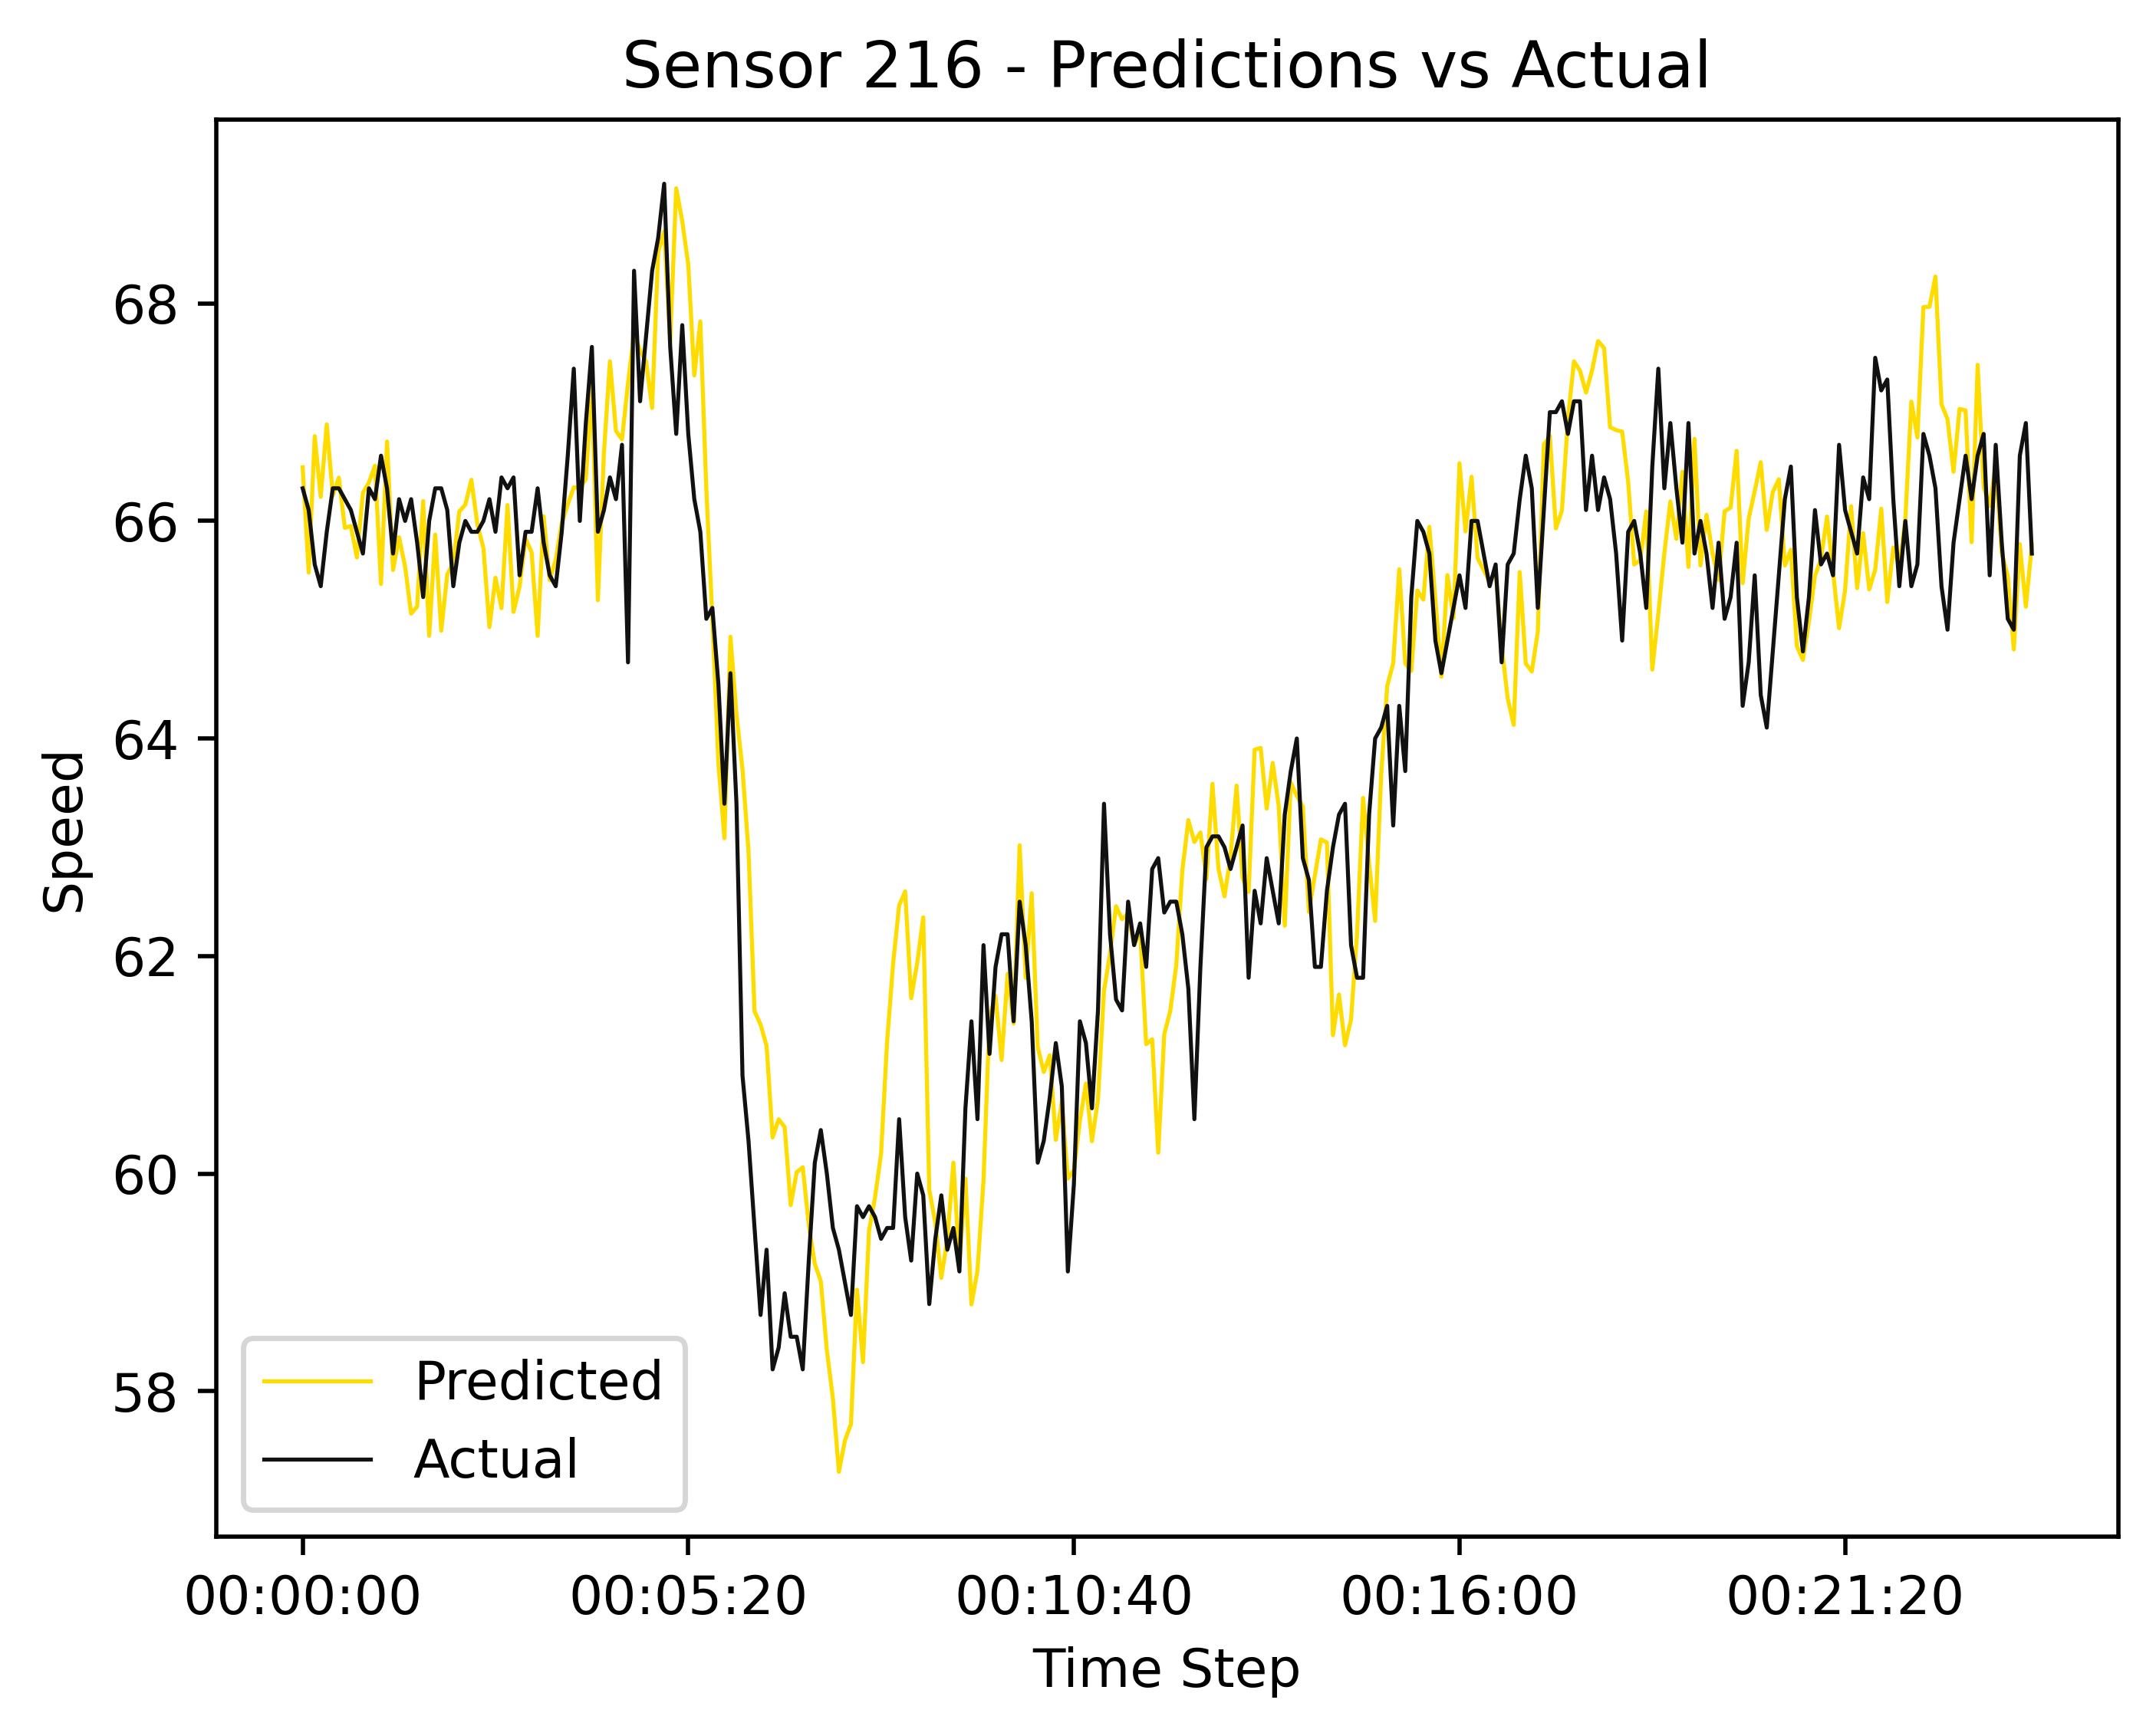 Sensor 216 - Predictions vs Actual
Speed
68
66
64
62
60
58
Predicted
Actual
00:00:00
00:05:20
00:10:40
00:16:00
00:21:20
Time Step